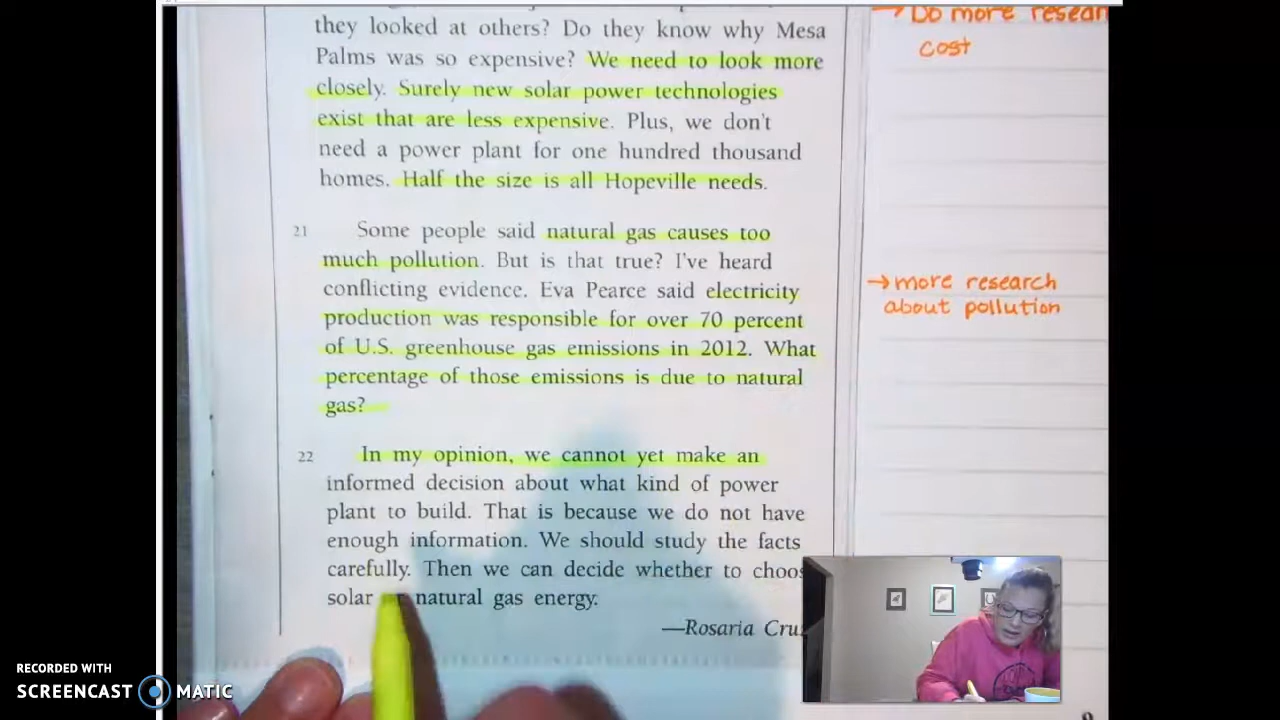 they looked at others? Do they know why Mesa
Palms was so expensive? We need to look more
closely. Surely new solar power technologies
exist that are less expensive. Plus, we don't
need a power plant for one hundred thousand
homes. Half the size is all Hopeville needs.
21 Some people said natural gas causes too
much pollution. But is that true? I've heard
conflicting evidence. Eva Pearce said electricity
production was responsible for over 70 percent
of U.S. greenhouse gas emissions in 2012. What
percentage of those emissions is due to natural
gas?
22 In my opinion, we cannot yet make an
informed decision about what kind of power
plant to build. That is because we do not have
enough information. We should study the facts
carefully. Then we can decide whether to
solar natural gas energy.
—Rosaria
→ Do more
cost
→ more research
about pollution
RECORDED WITH
SCREENCAST MATIC